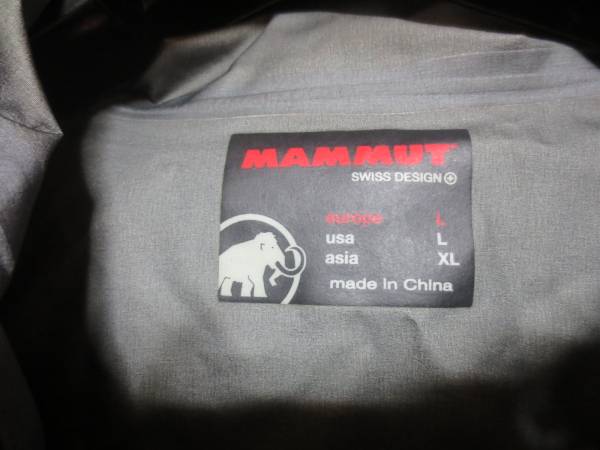 MAMMUT
SWISS DESIGN
europe L
usa L
asia XL
made in China